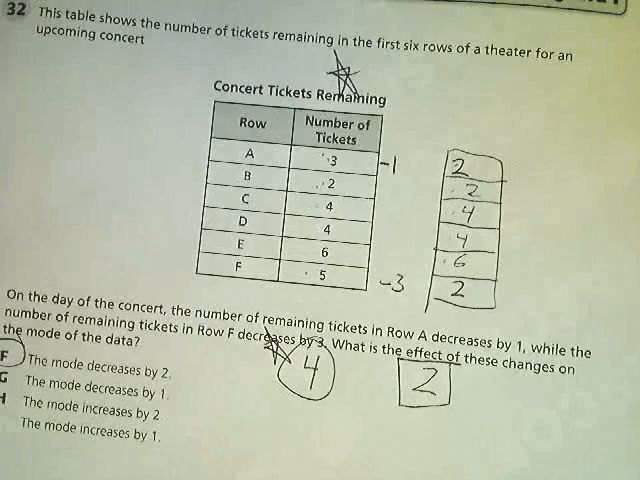 32 This table shows the number of tickets remaining in the first six rows of a theater for an
upcoming concert
Concert Tickets Remaining
Row Number of Tickets
A 3 -1 2
B 2 2
C 4 4
D 4 4
E 6 6
F 5 -3 2
On the day of the concert, the number of remaining tickets in Row A decreases by 1, while the
number of remaining tickets in Row F decreases by 3. What is the effect of these changes on
the mode of the data?
4 2
F The mode decreases by 2.
G The mode decreases by 1.
H The mode increases by 2.
The mode increases by 1.